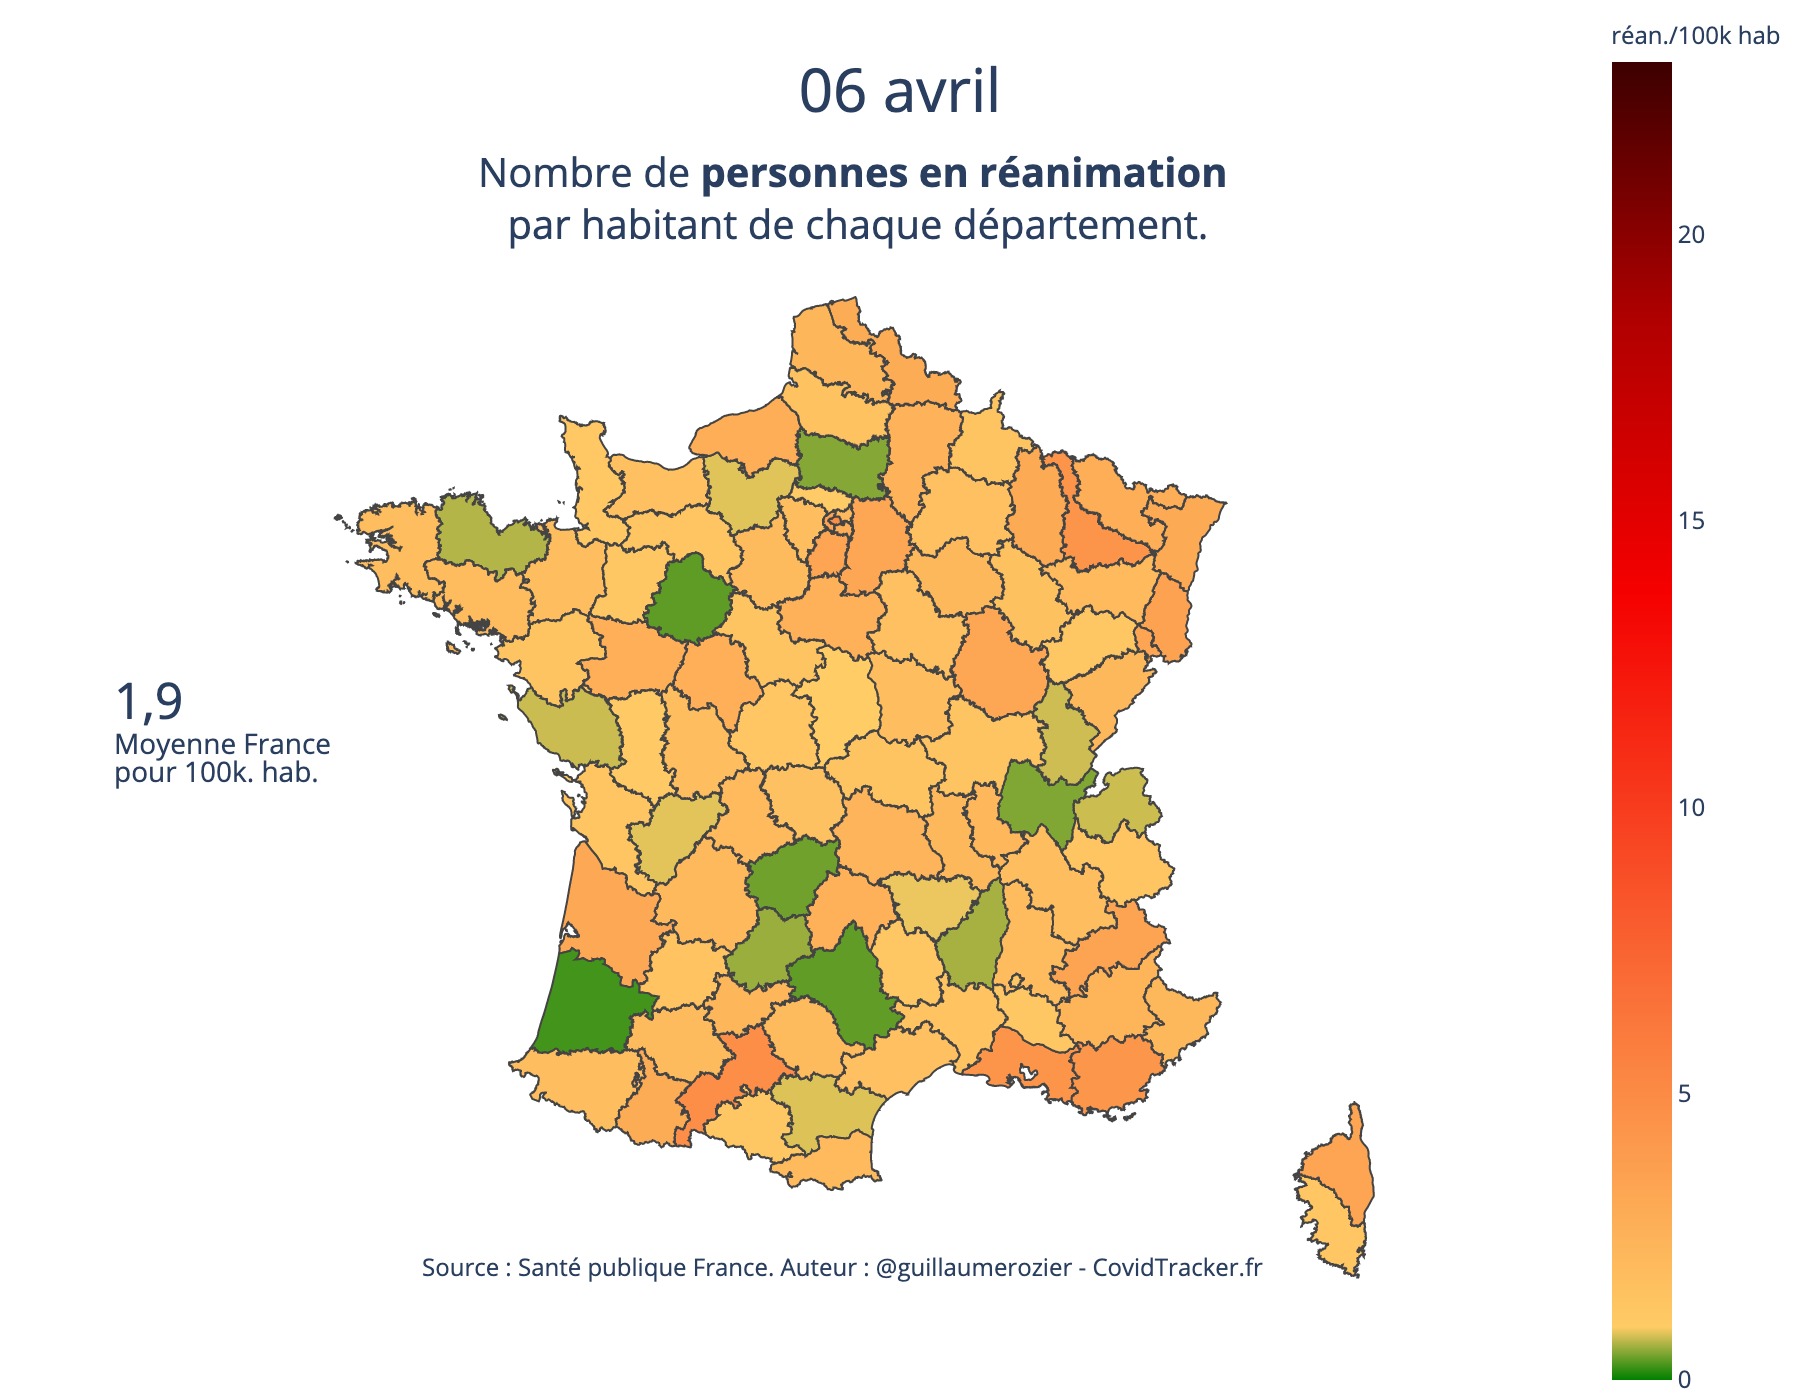 réan./100k hab
06 avril
Nombre de personnes en réanimation
par habitant de chaque département.
20
15
1,9
Moyenne France
pour 100k. hab.
10
5
Source : Santé publique France. Auteur : @guillaumerozier - CovidTracker.fr
0